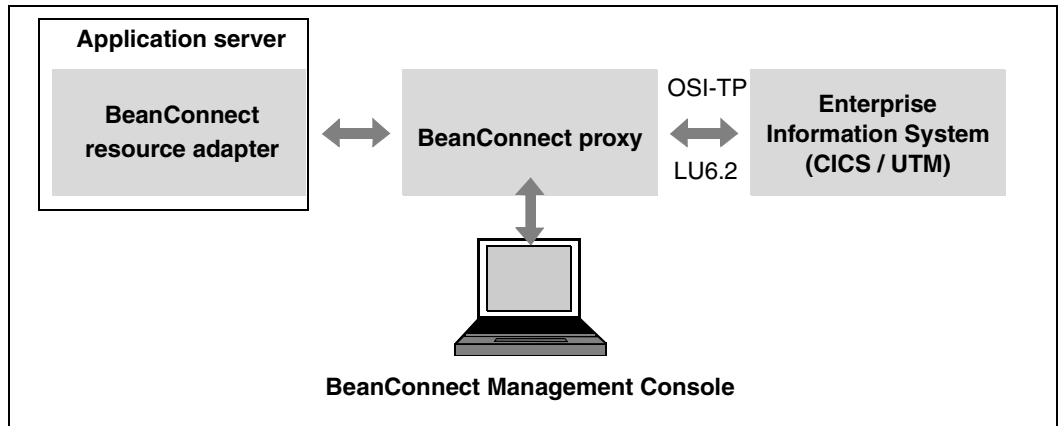 Application server
BeanConnect
resource adapter
BeanConnect proxy
OSI-TP
LU6.2
Enterprise
Information System
(CICS / UTM)
BeanConnect Management Console